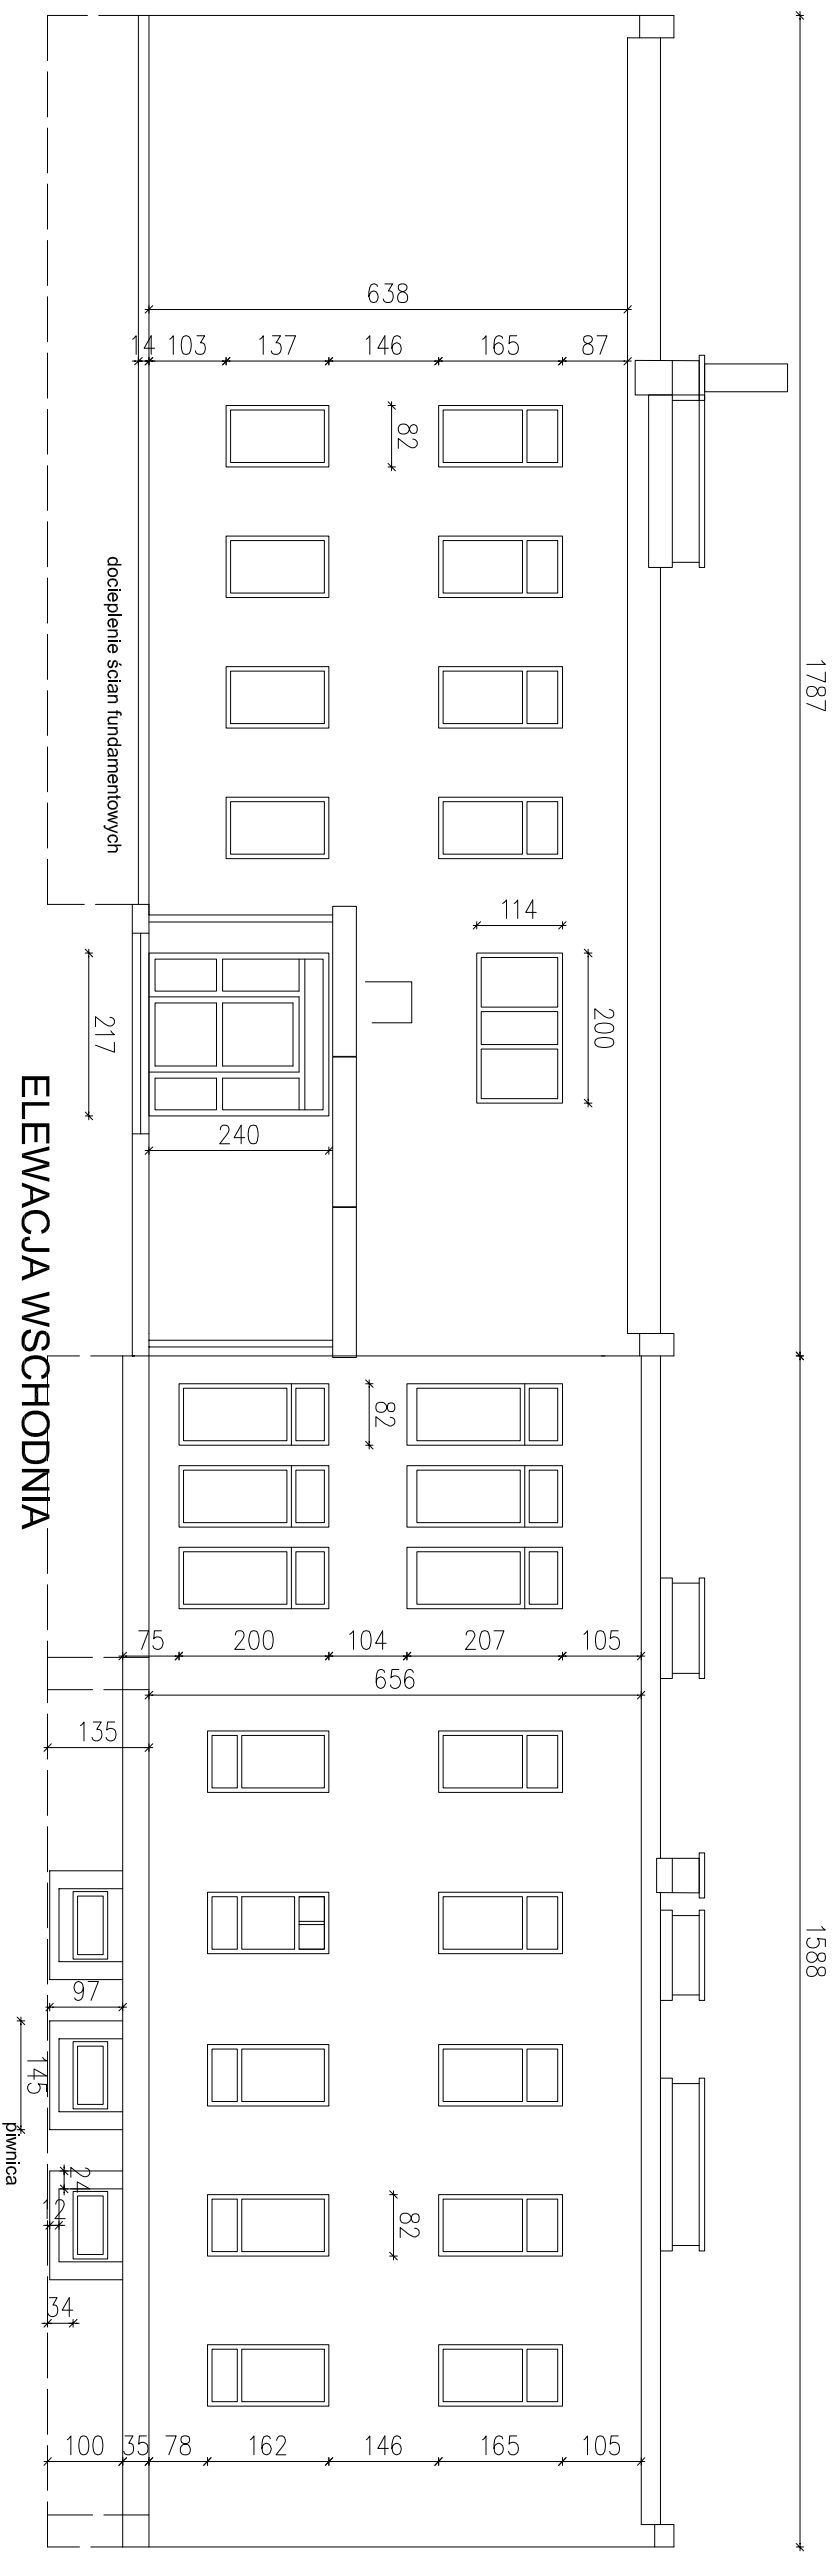 1787
1588
638
14 103 137 146 165 87
82
docieplenie ścian fundamentowych
114
200
217
240
ELEWACJA WSCHODNIA
82
75 200 104 207 105
656
135
97
145
piwnica
24
12
82
34
100 35 78 162 146 165 105